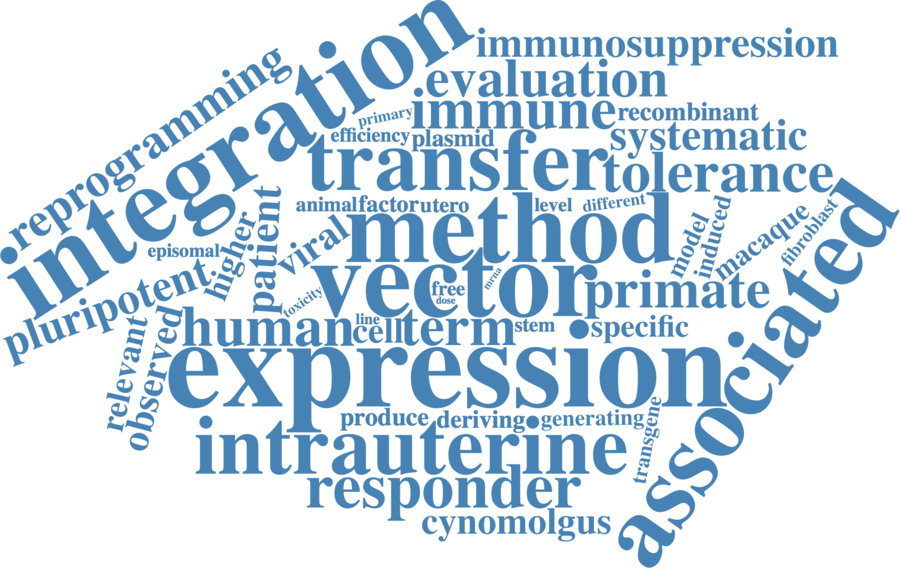 integration
reprogramming
immunosuppression
evaluation
immune
recombinant
primary
efficiency
plasmid
systematic
transfer
tolerance
animal
factor
utero
level
different
method
model
induced
macaque
fibroblast
associated
episomal
higher
patient
viral
vector
free
dose
mrna
primate
pluripotent
toxicity
human
line
cell
term
stem
specific
relevant
observed
expression
produce
deriving
generating
transgene
intrauterine
responder
cynomolgus